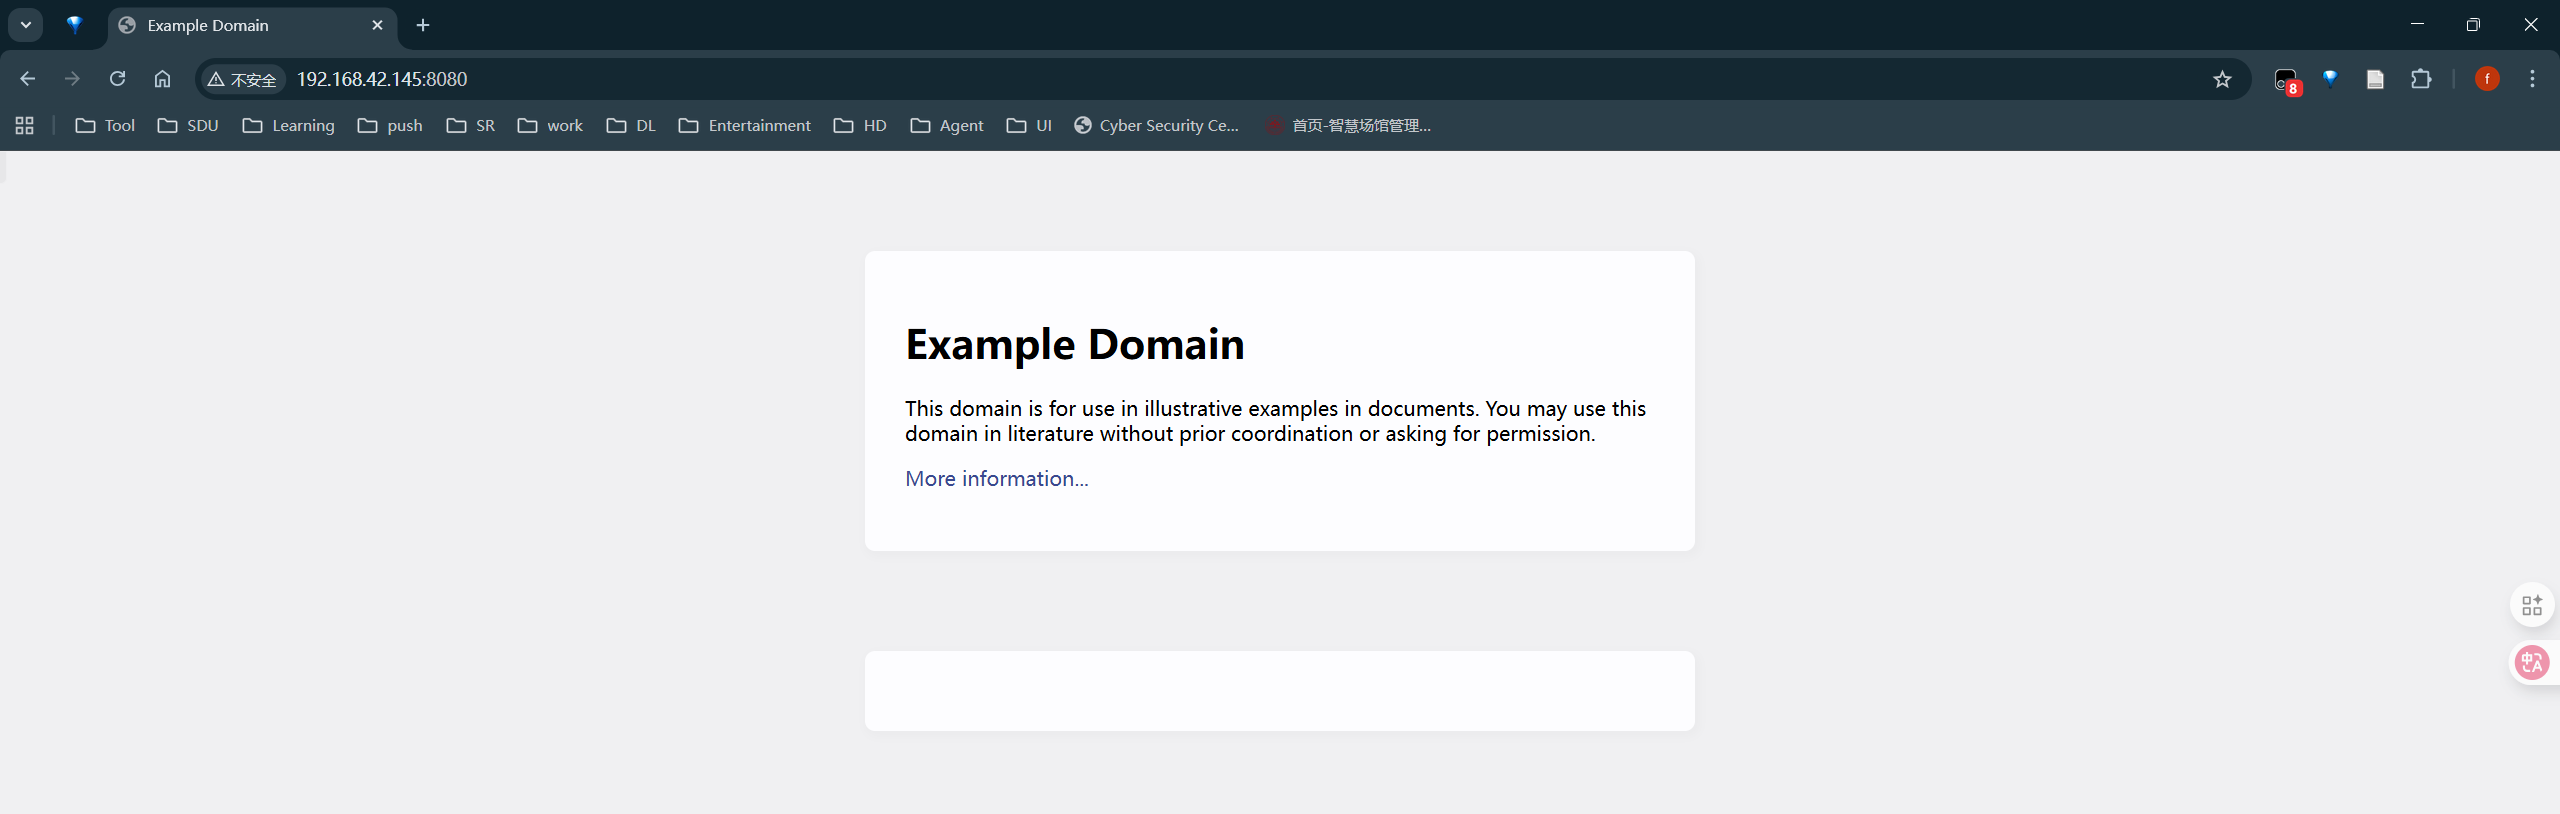 Example Domain
不安全 192.168.42.145:8080
8
f
Tool SDU Learning push SR work DL Entertainment HD Agent UI Cyber Security Ce... 首页-智慧场馆管理...
Example Domain
This domain is for use in illustrative examples in documents. You may use this
domain in literature without prior coordination or asking for permission.
More information...
中A